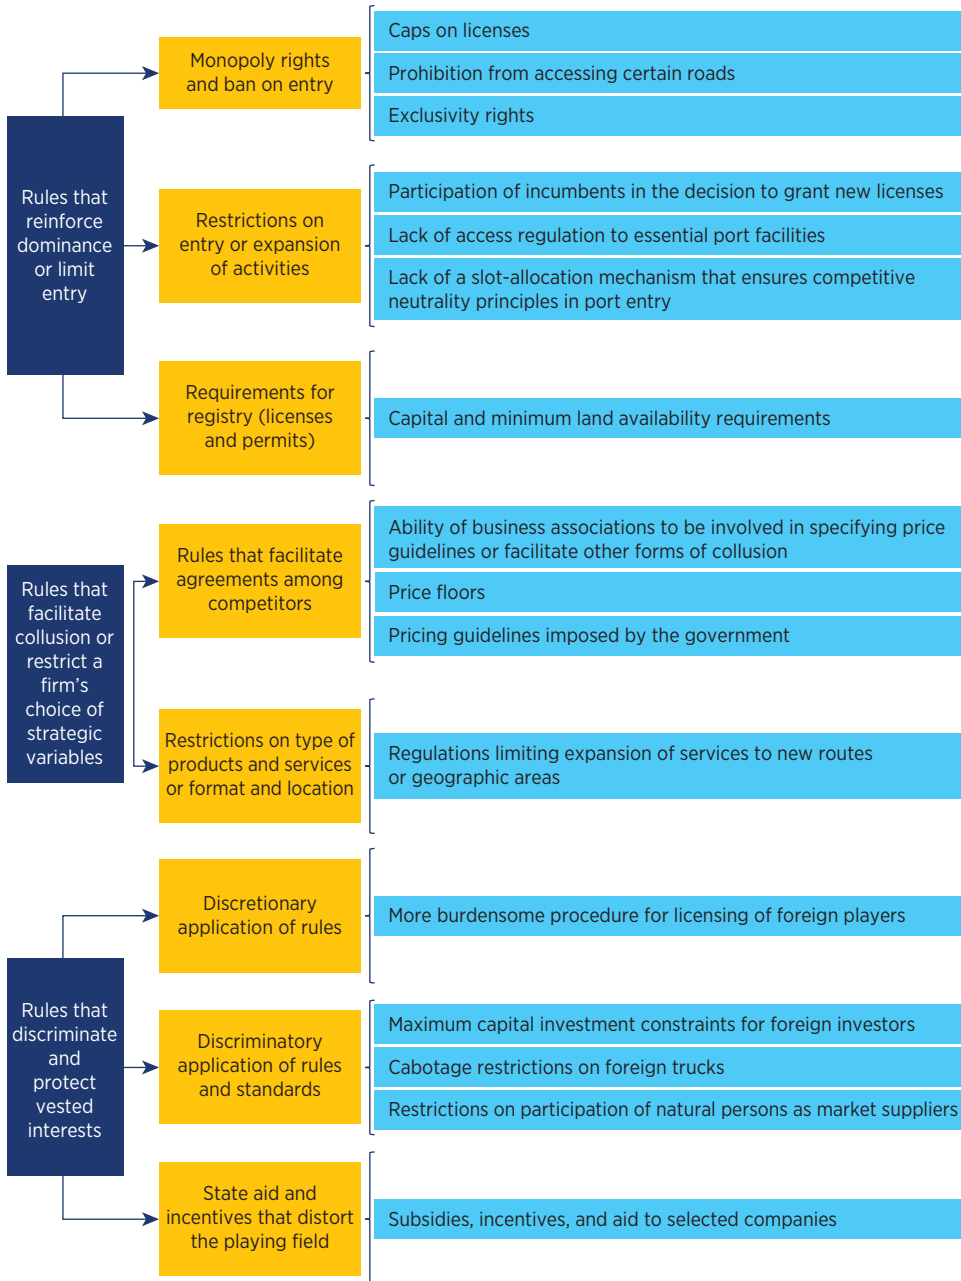 Rules that
reinforce
dominance
or limit
entry
Monopoly rights
and ban on entry
Caps on licenses
Prohibition from accessing certain roads
Exclusivity rights
Restrictions on
entry or expansion
of activities
Participation of incumbents in the decision to grant new licenses
Lack of access regulation to essential port facilities
Lack of a slot-allocation mechanism that ensures competitive
neutrality principles in port entry
Requirements for
registry (licenses
and permits)
Capital and minimum land availability requirements
Rules that
facilitate
collusion or
restrict a
firm’s
choice of
strategic
variables
Rules that facilitate
agreements among
competitors
Ability of business associations to be involved in specifying price
guidelines or facilitate other forms of collusion
Price floors
Pricing guidelines imposed by the government
Restrictions on type of
products and services
or format and location
Regulations limiting expansion of services to new routes
or geographic areas
Rules that
discriminate
and
protect
vested
interests
Discretionary
application of rules
More burdensome procedure for licensing of foreign players
Discriminatory
application of rules
and standards
Maximum capital investment constraints for foreign investors
Cabotage restrictions on foreign trucks
Restrictions on participation of natural persons as market suppliers
State aid and
incentives that distort
the playing field
Subsidies, incentives, and aid to selected companies